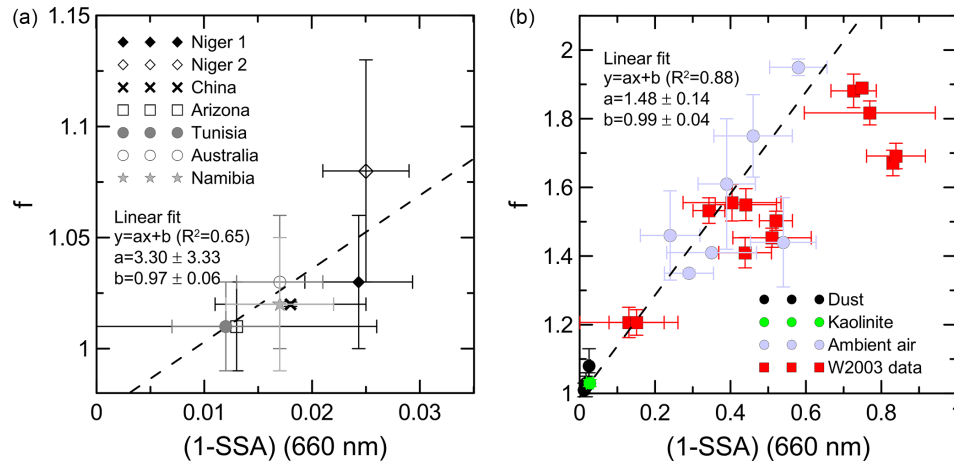 (a)
1.15
1.1
1.05
1
f
0
0.01
0.02
0.03
(1-SSA) (660 nm)
Niger 1
Niger 2
China
Arizona
Tunisia
Australia
Namibia
Linear fit
y=ax+b (R²=0.65)
a=3.30 ± 3.33
b=0.97 ± 0.06
(b)
2
1.8
1.6
1.4
1.2
1
f
0
0.2
0.4
0.6
0.8
(1-SSA) (660 nm)
Linear fit
y=ax+b (R²=0.88)
a=1.48 ± 0.14
b=0.99 ± 0.04
Dust
Kaolinite
Ambient air
W2003 data